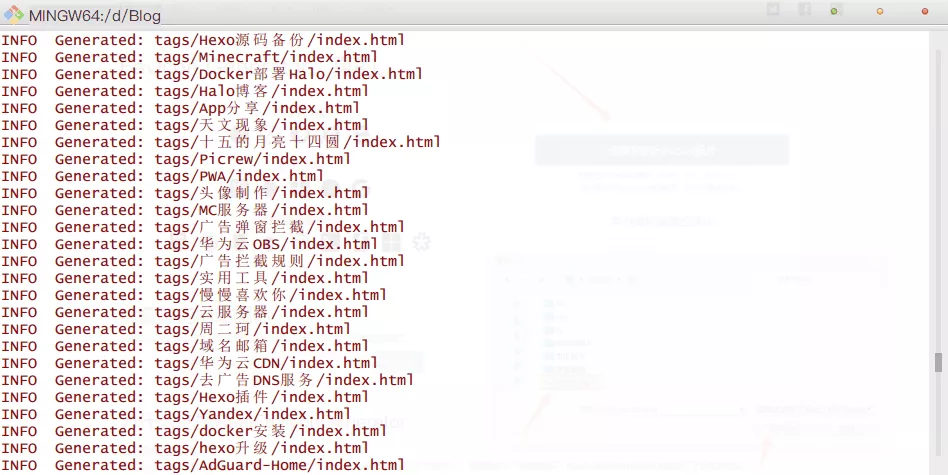 MINGW64:/d/Blog
INFO  Generated: tags/Hexo源码备份/index.html
INFO  Generated: tags/Minecraft/index.html
INFO  Generated: tags/Docker部署Halo/index.html
INFO  Generated: tags/Halo博客/index.html
INFO  Generated: tags/App分享/index.html
INFO  Generated: tags/天文现象/index.html
INFO  Generated: tags/十五的月亮十四圆/index.html
INFO  Generated: tags/Picrew/index.html
INFO  Generated: tags/PWA/index.html
INFO  Generated: tags/头像制作/index.html
INFO  Generated: tags/MC服务器/index.html
INFO  Generated: tags/广告弹窗拦截/index.html
INFO  Generated: tags/华为云OBS/index.html
INFO  Generated: tags/广告拦截规则/index.html
INFO  Generated: tags/实用工具/index.html
INFO  Generated: tags/慢慢喜欢你/index.html
INFO  Generated: tags/云服务器/index.html
INFO  Generated: tags/周二珂/index.html
INFO  Generated: tags/域名邮箱/index.html
INFO  Generated: tags/华为云CDN/index.html
INFO  Generated: tags/去广告DNS服务/index.html
INFO  Generated: tags/Hexo插件/index.html
INFO  Generated: tags/Yandex/index.html
INFO  Generated: tags/docker安装/index.html
INFO  Generated: tags/hexo升级/index.html
INFO  Generated: tags/AdGuard-Home/index.html